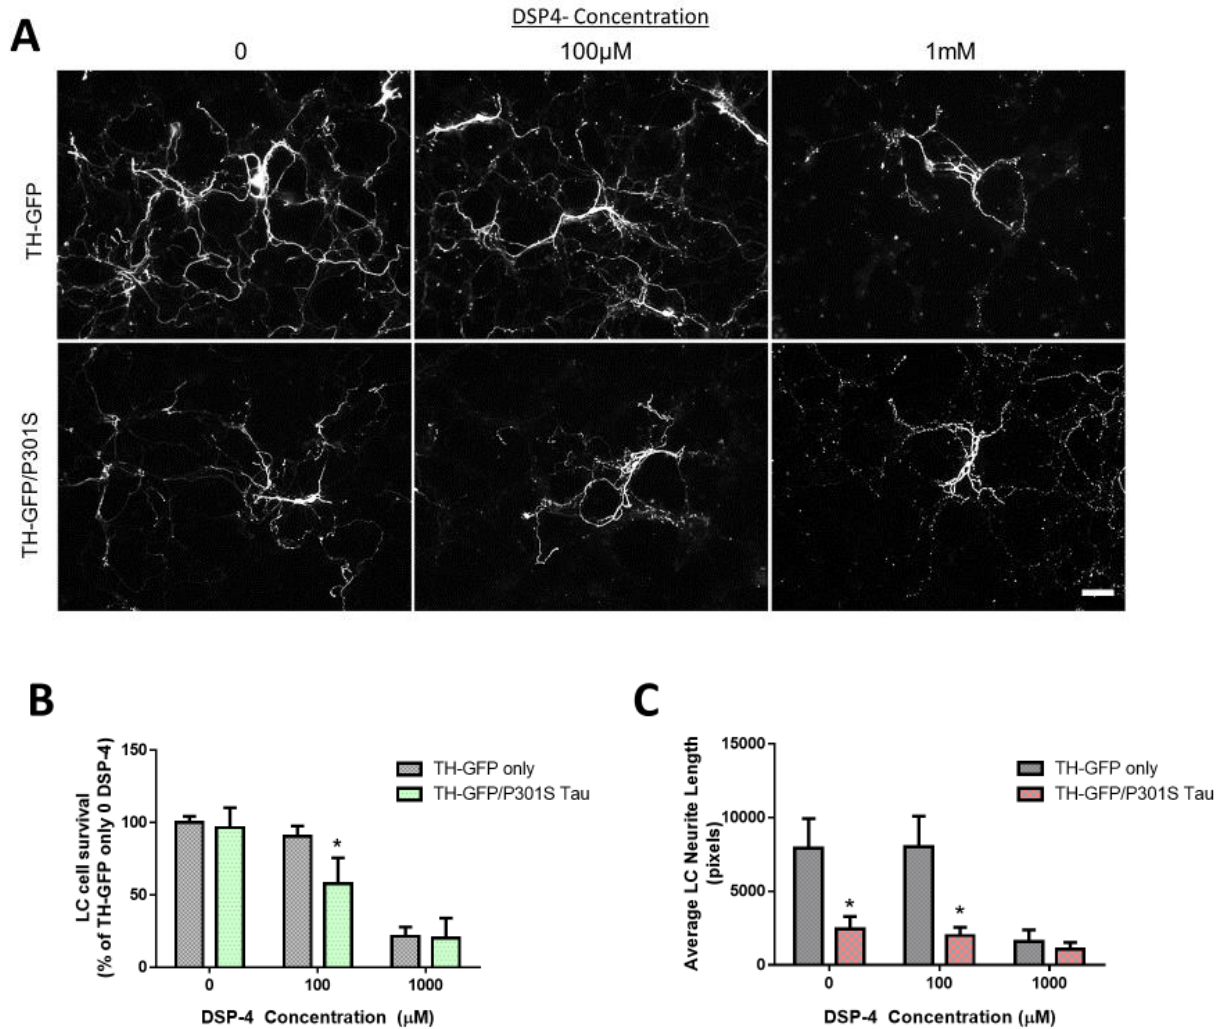 DSP4- Concentration
A
0
100µM
1mM
TH-GFP
TH-GFP/P301S
B
LC cell survival
(% of TH-GFP only 0 DSP-4)
150
100
50
0
TH-GFP only
TH-GFP/P301S Tau
*
0
100
1000
DSP-4 Concentration (µM)
C
Average LC Neurite Length
(pixels)
15000
10000
5000
0
TH-GFP only
TH-GFP/P301S Tau
*
*
0
100
1000
DSP-4 Concentration (µM)